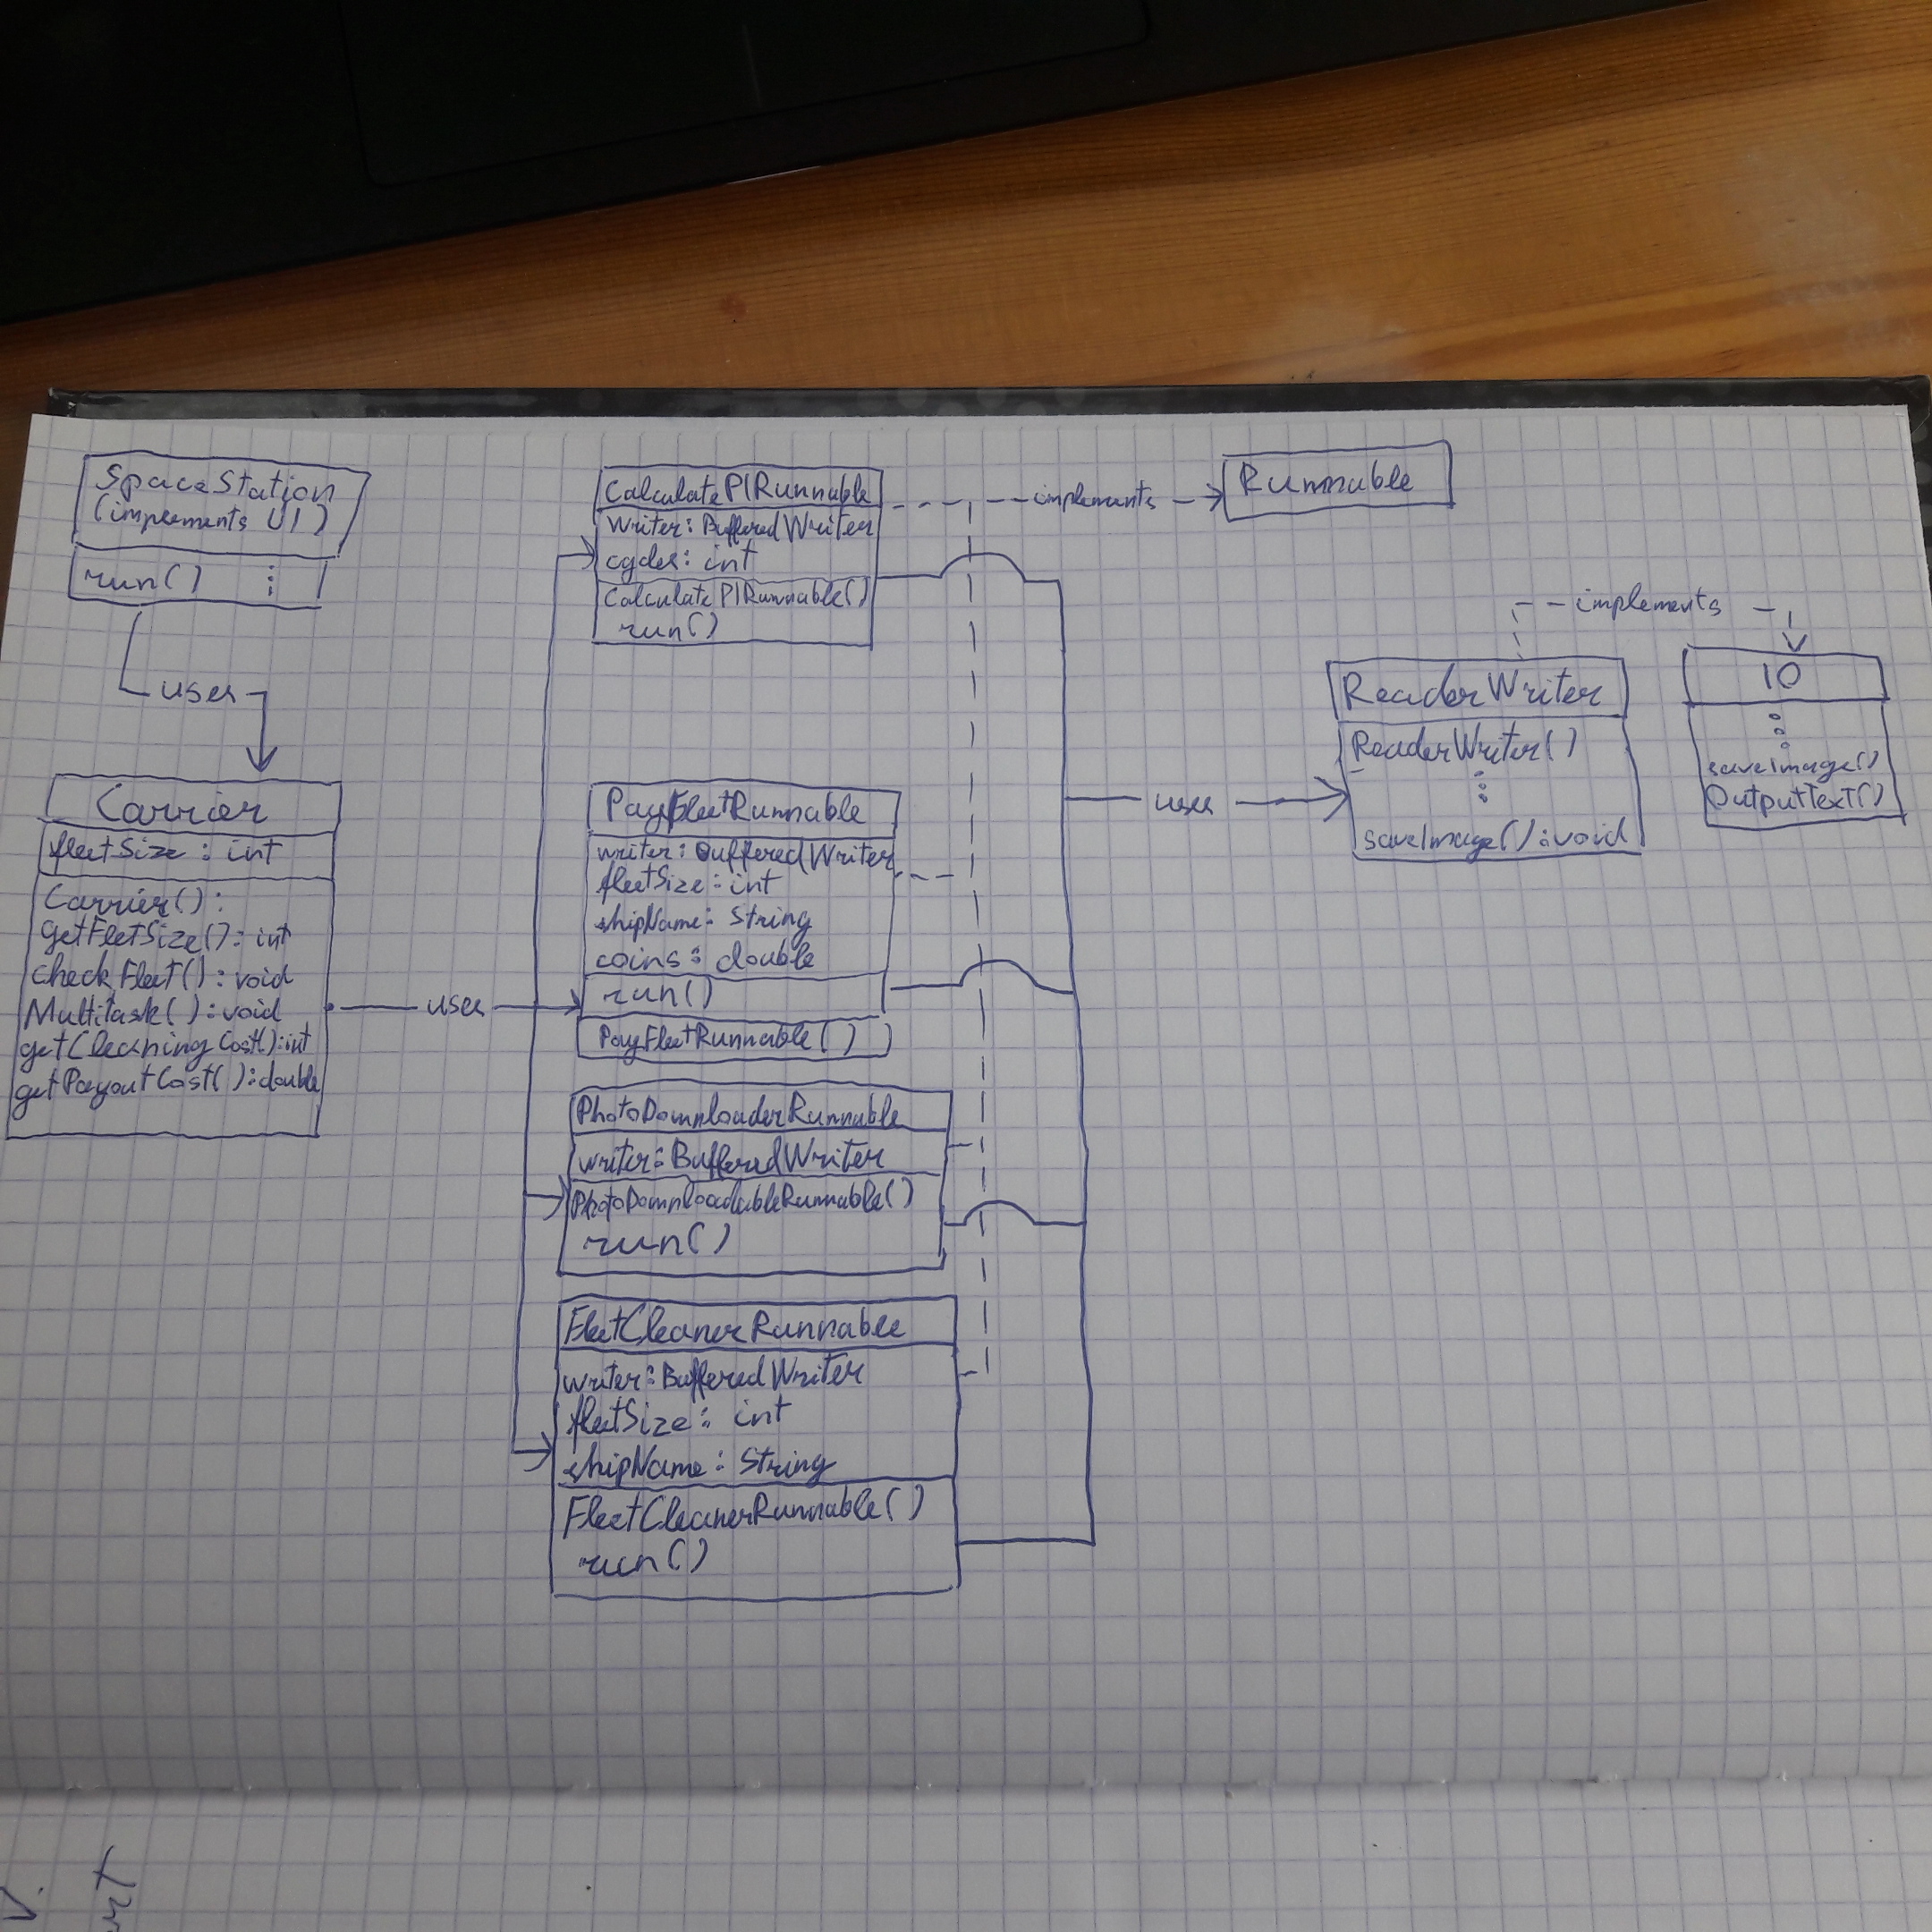 SpaceStation
(impements UI)
run() ⋮
uses
Carrier
fleetSize : int
Carrier():
getFleetSize(): int
checkFleet(): void
Multitask(): void
getCleaningCost():int
getPayoutCost():double
uses
CalculatePIRunnable
writer: BufferedWriter
cycles: int
CalculatePIRunnable()
run()
PayFleetRunnable
writer: BufferedWriter
fleetSize: int
shipName: String
coins: double
run()
PayFleetRunnable()
PhotoDownloaderRunnable
writer: BufferedWriter
PhotoDownloadableRunnable()
run()
FleetCleanerRunnable
writer: BufferedWriter
fleetSize: int
shipName: String
FleetCleanerRunnable()
run()
implements
Runnable
uses
ReaderWriter
ReaderWriter()
⋮
saveImage():void
implements
IO
⋮
saveImage()
OutputText()